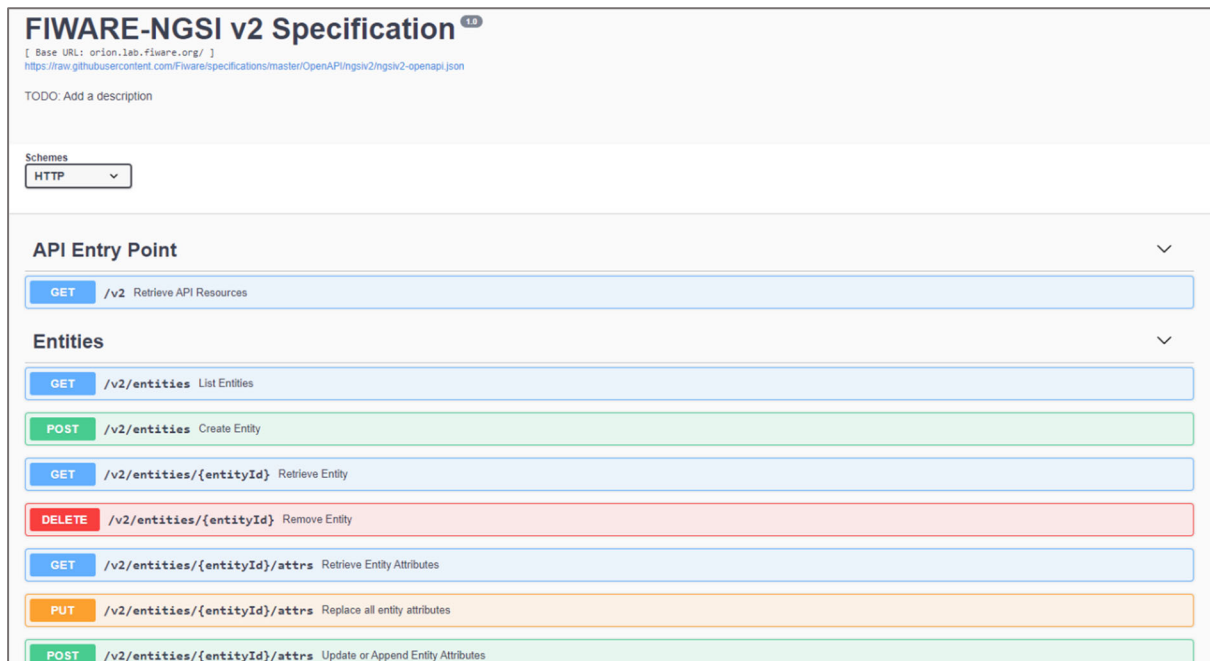 FIWARE-NGSI v2 Specification 1.0
[ Base URL: orion.lab.fiware.org/ ]
https://raw.githubusercontent.com/Fiware/specifications/master/OpenAPI/ngsiv2/ngsiv2-openapi.json
TODO: Add a description
Schemes
HTTP
API Entry Point
GET /v2 Retrieve API Resources
Entities
GET /v2/entities List Entities
POST /v2/entities Create Entity
GET /v2/entities/{entityId} Retrieve Entity
DELETE /v2/entities/{entityId} Remove Entity
GET /v2/entities/{entityId}/attrs Retrieve Entity Attributes
PUT /v2/entities/{entityId}/attrs Replace all entity attributes
POST /v2/entities/{entityId}/attrs Update or Append Entity Attributes